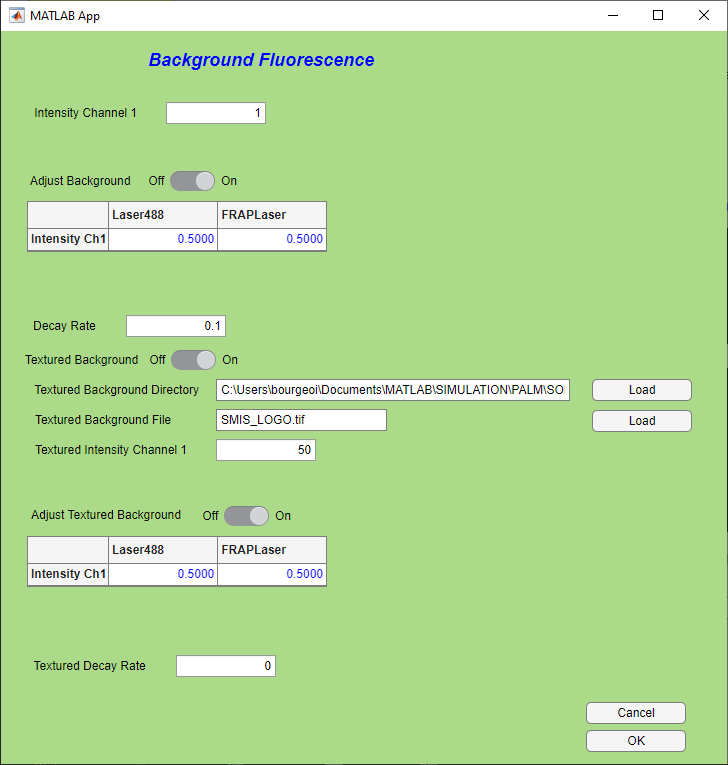 MATLAB App
Background Fluorescence
Intensity Channel 1 1
Adjust Background Off On
Laser488 FRAPLaser
Intensity Ch1 0.5000 0.5000
Decay Rate 0.1
Textured Background Off On
Textured Background Directory C:\Users\bourgeoi\Documents\MATLAB\SIMULATION\PALM\SO Load
Textured Background File SMIS_LOGO.tif Load
Textured Intensity Channel 1 50
Adjust Textured Background Off On
Laser488 FRAPLaser
Intensity Ch1 0.5000 0.5000
Textured Decay Rate 0
Cancel
OK